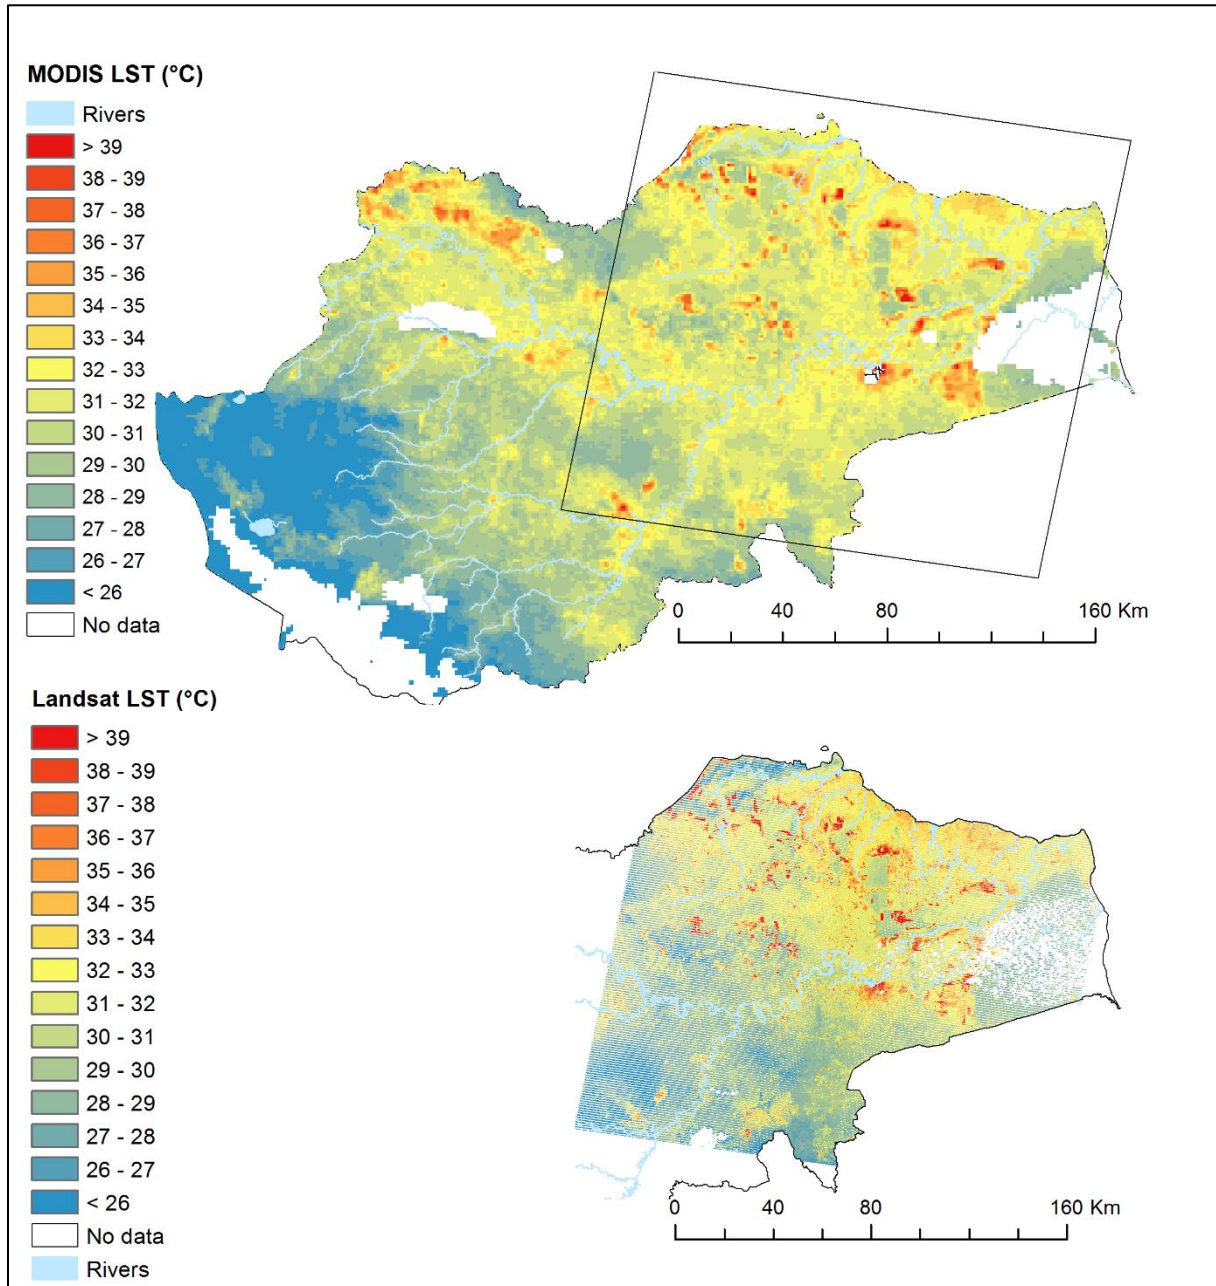 MODIS LST (°C)
Rivers
> 39
38 - 39
37 - 38
36 - 37
35 - 36
34 - 35
33 - 34
32 - 33
31 - 32
30 - 31
29 - 30
28 - 29
27 - 28
26 - 27
< 26
No data
0 40 80 160 Km
Landsat LST (°C)
> 39
38 - 39
37 - 38
36 - 37
35 - 36
34 - 35
33 - 34
32 - 33
31 - 32
30 - 31
29 - 30
28 - 29
27 - 28
26 - 27
< 26
No data
Rivers
0 40 80 160 Km